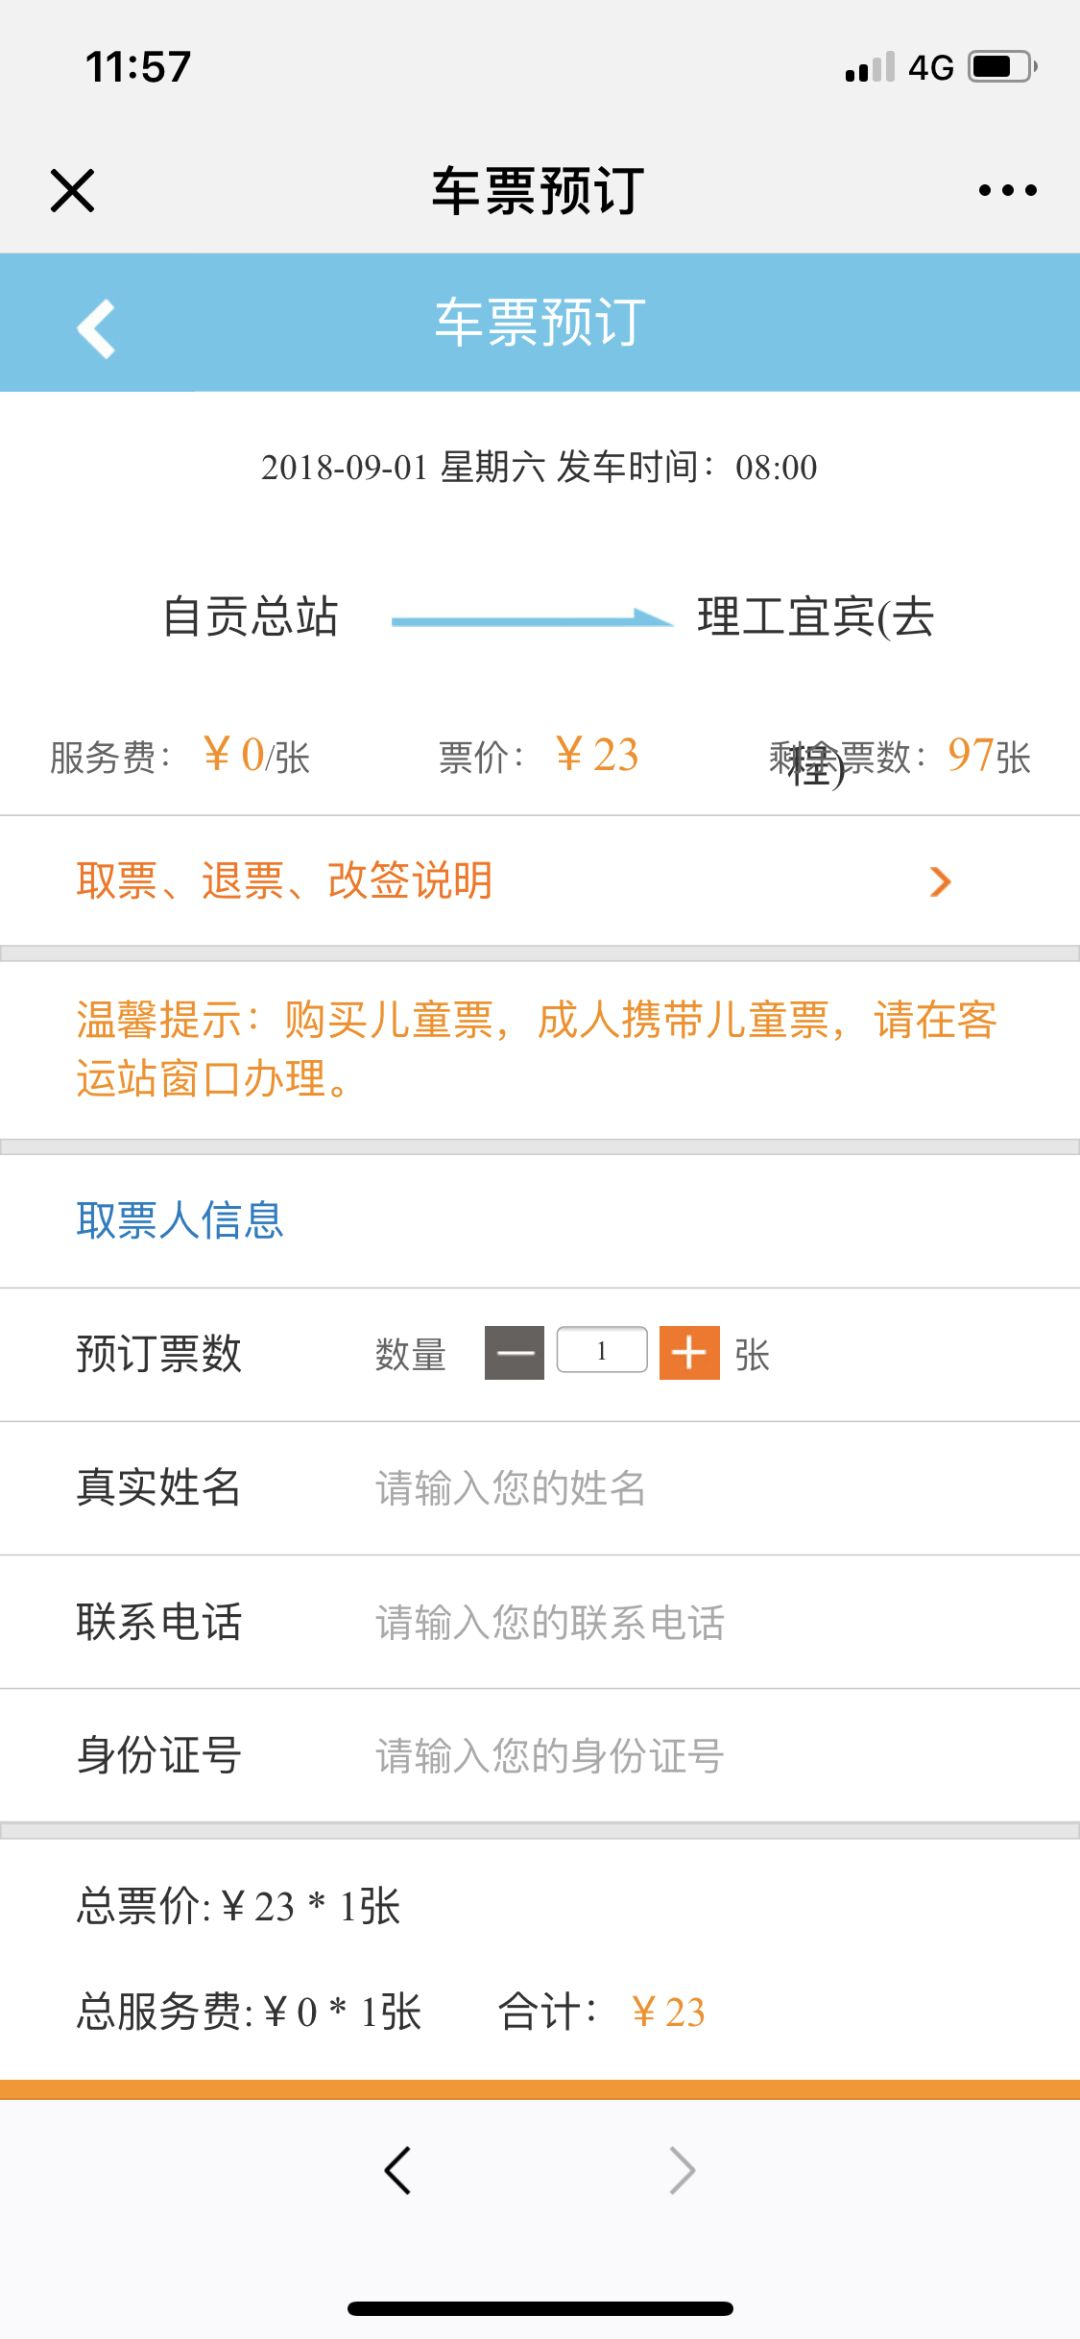 11:57
4G
车票预订
车票预订
2018-09-01 星期六 发车时间：08:00
自贡总站
理工宜宾(去
程)
服务费：￥0/张
票价：￥23
剩余票数：97张
取票、退票、改签说明
温馨提示：购买儿童票，成人携带儿童票，请在客
运站窗口办理。
取票人信息
预订票数
数量
1
张
真实姓名
请输入您的姓名
联系电话
请输入您的联系电话
身份证号
请输入您的身份证号
总票价:￥23 * 1张
总服务费:￥0 * 1张
合计：￥23